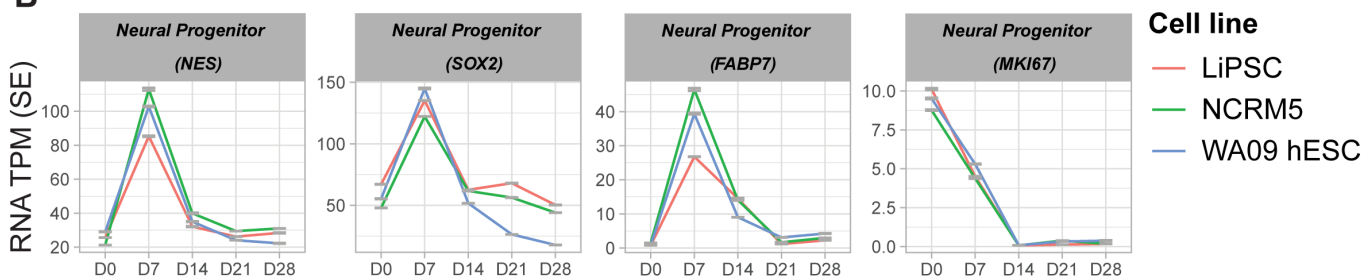 B
Neural Progenitor
(NES)
Neural Progenitor
(SOX2)
Neural Progenitor
(FABP7)
Neural Progenitor
(MKI67)
Cell line
LiPSC
NCRM5
WA09 hESC
RNA TPM (SE)
100
80
60
40
20
D0 D7 D14 D21 D28
150
100
50
D0 D7 D14 D21 D28
40
30
20
10
0
D0 D7 D14 D21 D28
10.0
7.5
5.0
2.5
0.0
D0 D7 D14 D21 D28